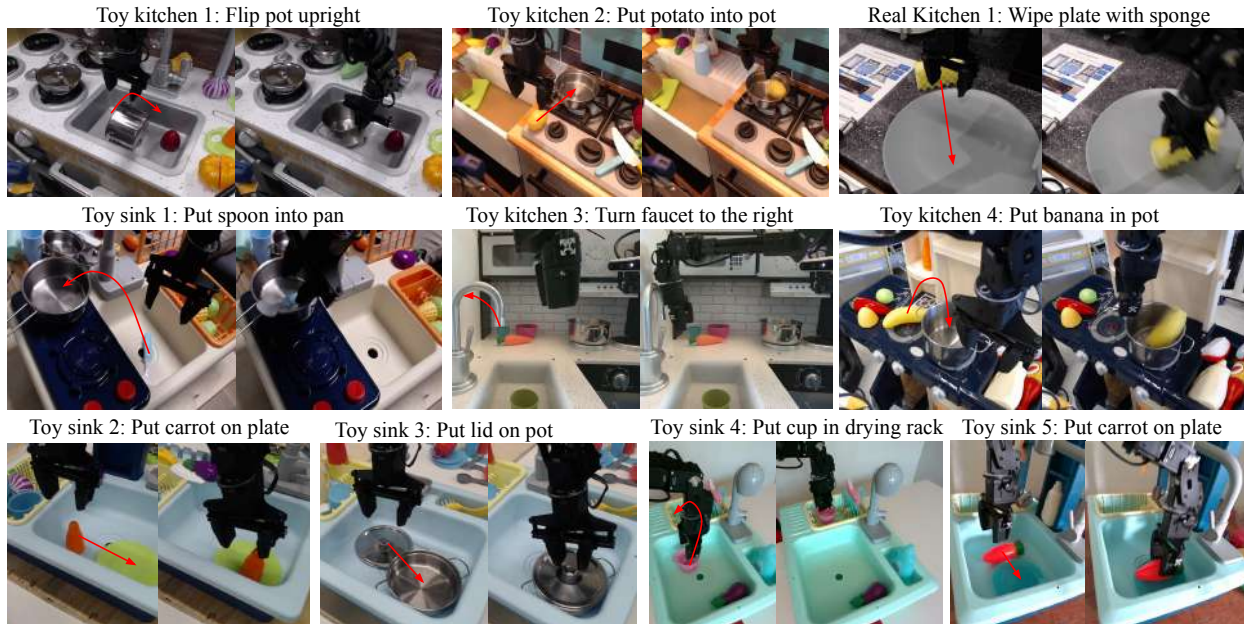 Toy kitchen 1: Flip pot upright
Toy kitchen 2: Put potato into pot
Real Kitchen 1: Wipe plate with sponge
Toy sink 1: Put spoon into pan
Toy kitchen 3: Turn faucet to the right
Toy kitchen 4: Put banana in pot
Toy sink 2: Put carrot on plate
Toy sink 3: Put lid on pot
Toy sink 4: Put cup in drying rack
Toy sink 5: Put carrot on plate